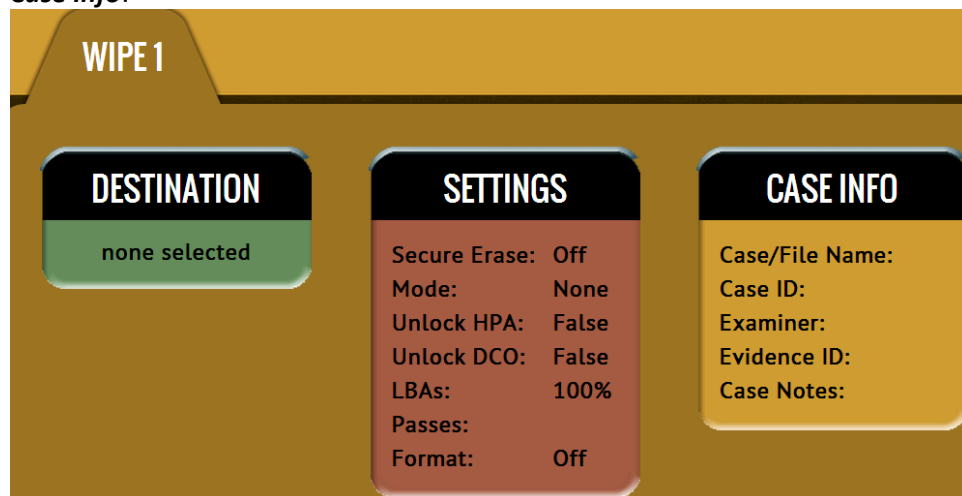 Case Info.
WIPE 1
DESTINATION
none selected
SETTINGS
Secure Erase: Off
Mode: None
Unlock HPA: False
Unlock DCO: False
LBAs: 100%
Passes:
Format: Off
CASE INFO
Case/File Name:
Case ID:
Examiner:
Evidence ID:
Case Notes: